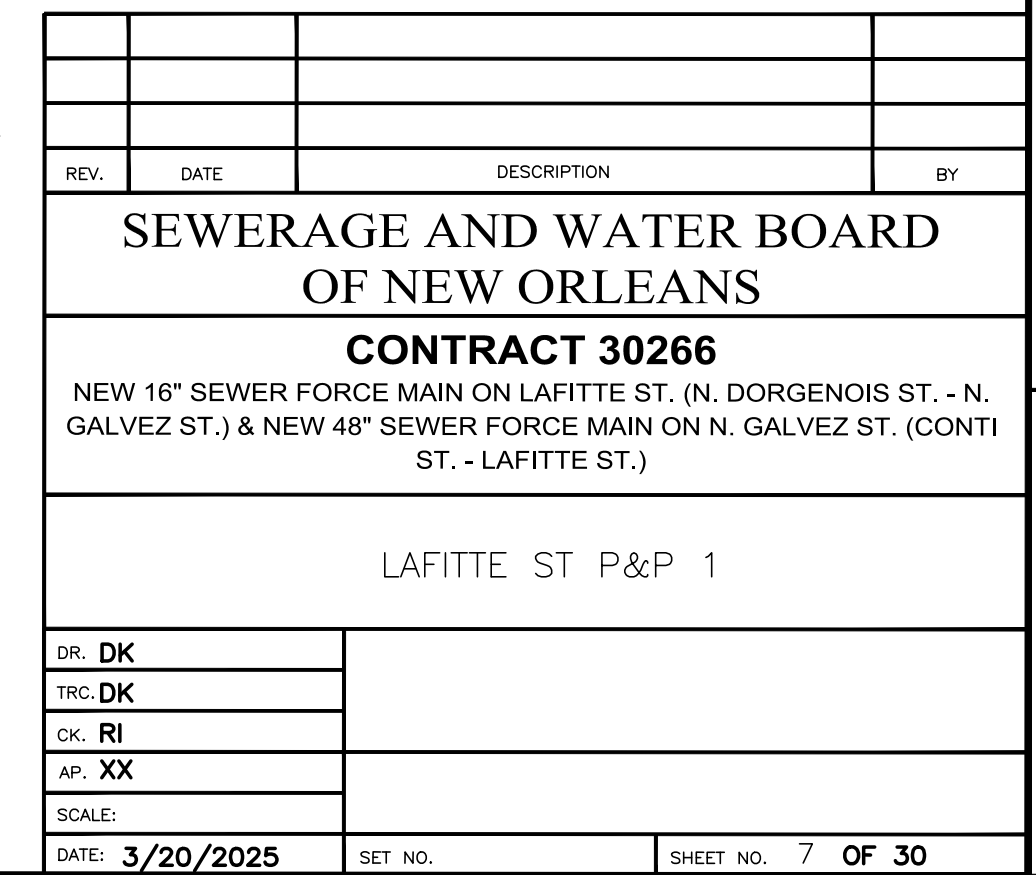 REV. DATE DESCRIPTION BY
SEWERAGE AND WATER BOARD
OF NEW ORLEANS
CONTRACT 30266
NEW 16" SEWER FORCE MAIN ON LAFITTE ST. (N. DORGENOIS ST. - N.
GALVEZ ST.) & NEW 48" SEWER FORCE MAIN ON N. GALVEZ ST. (CONTI
ST. - LAFITTE ST.)
LAFITTE ST P&P 1
DR. DK
TRC. DK
CK. RI
AP. XX
SCALE:
DATE: 3/20/2025 SET NO. SHEET NO. 7 OF 30